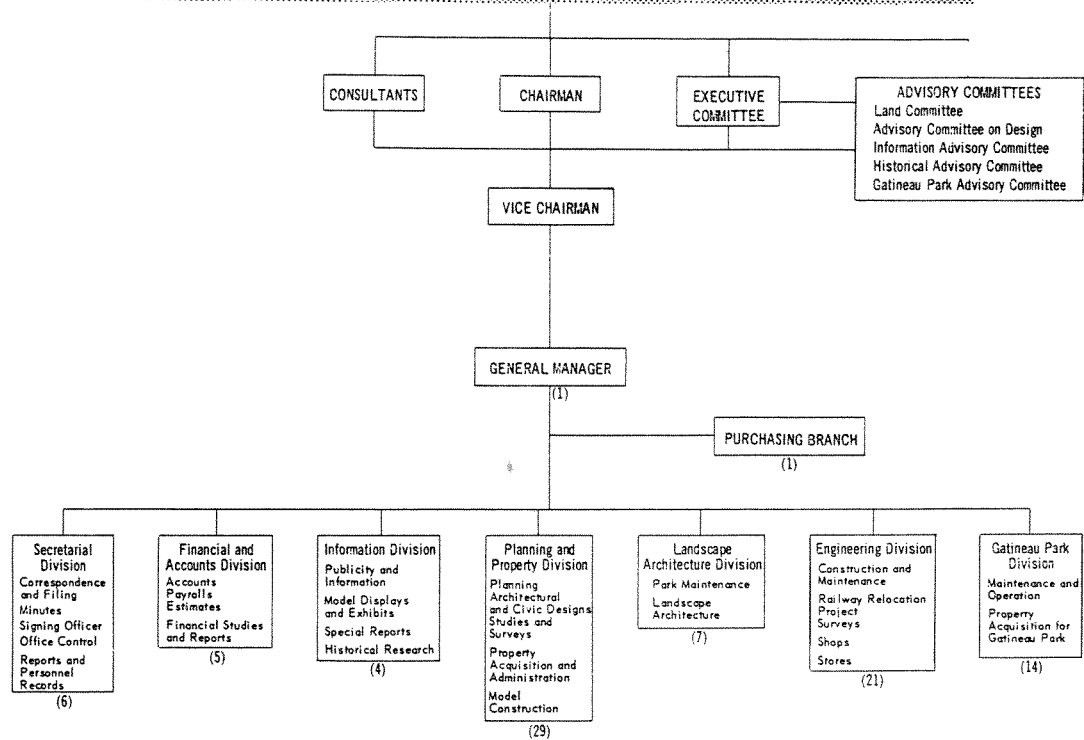 CONSULTANTS
CHAIRMAN
EXECUTIVE
COMMITTEE
ADVISORY COMMITTEES
Land Committee
Advisory Committee on Design
Information Advisory Committee
Historical Advisory Committee
Gatineau Park Advisory Committee
VICE CHAIRMAN
GENERAL MANAGER
(1)
PURCHASING BRANCH
(1)
Secretarial
Division
Correspondence
and Filing
Minutes
Signing Officer
Office Control
Reports and
Personnel
Records
(6)
Financial and
Accounts Division
Accounts
Payrolls
Estimates
Financial Studies
and Reports
(5)
Information Division
Publicity and
Information
Model Displays
and Exhibits
Special Reports
Historical Research
(4)
Planning and
Property Division
Planning
Architectural
and Civic Designs
Studies and
Surveys
Property
Acquisition and
Administration
Model
Construction
(29)
Landscape
Architecture Division
Park Maintenance
Landscape
Architecture
(7)
Engineering Division
Construction and
Maintenance
Railway Relocation
Project
Surveys
Shops
Stores
(21)
Gatineau Park
Division
Maintenance and
Operation
Property
Acquisition for
Gatineau Park
(14)